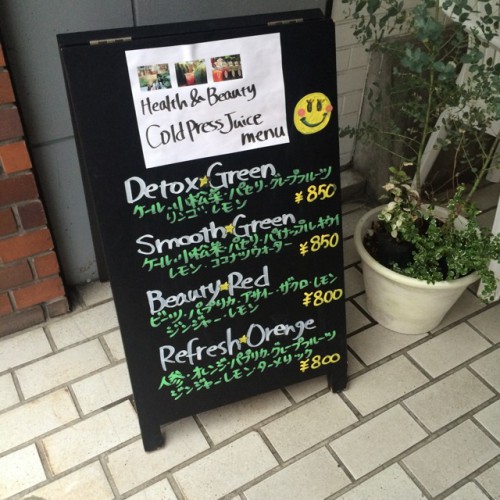 Health & Beauty
Cold Press Juice
menu
Detox★Green
ケール・小松菜・パセリ・グレープフルーツ
リンゴ・レモン ¥850
Smooth★Green
ケール・小松菜・パセリ・パイナップル・キウイ
レモン・ココナツウォーター ¥850
Beauty★Red
ビーツ・パプリカ・アサイー・ザクロ・レモン
ジンジャー・レモン ¥800
Refresh★Orenge
人参・オレンジ・パプリカ・グレープフルーツ
ジンジャー・レモン・ターメリック ¥800